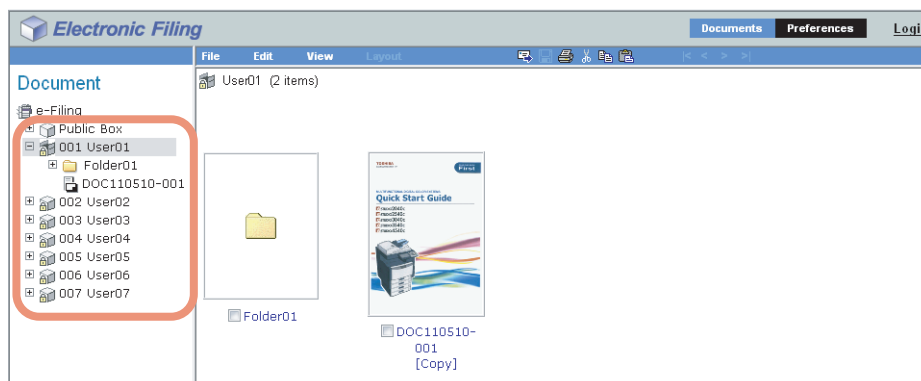 Electronic Filing
Documents
Preferences
Logi
File
Edit
View
Layout
|< < > >|
Document
e-Filing
Public Box
001 User01
Folder01
DOC110510-001
002 User02
003 User03
004 User04
005 User05
006 User06
007 User07
User01 (2 items)
TOSHIBA
First
Quick Start Guide
Folder01
DOC110510-
001
[Copy]